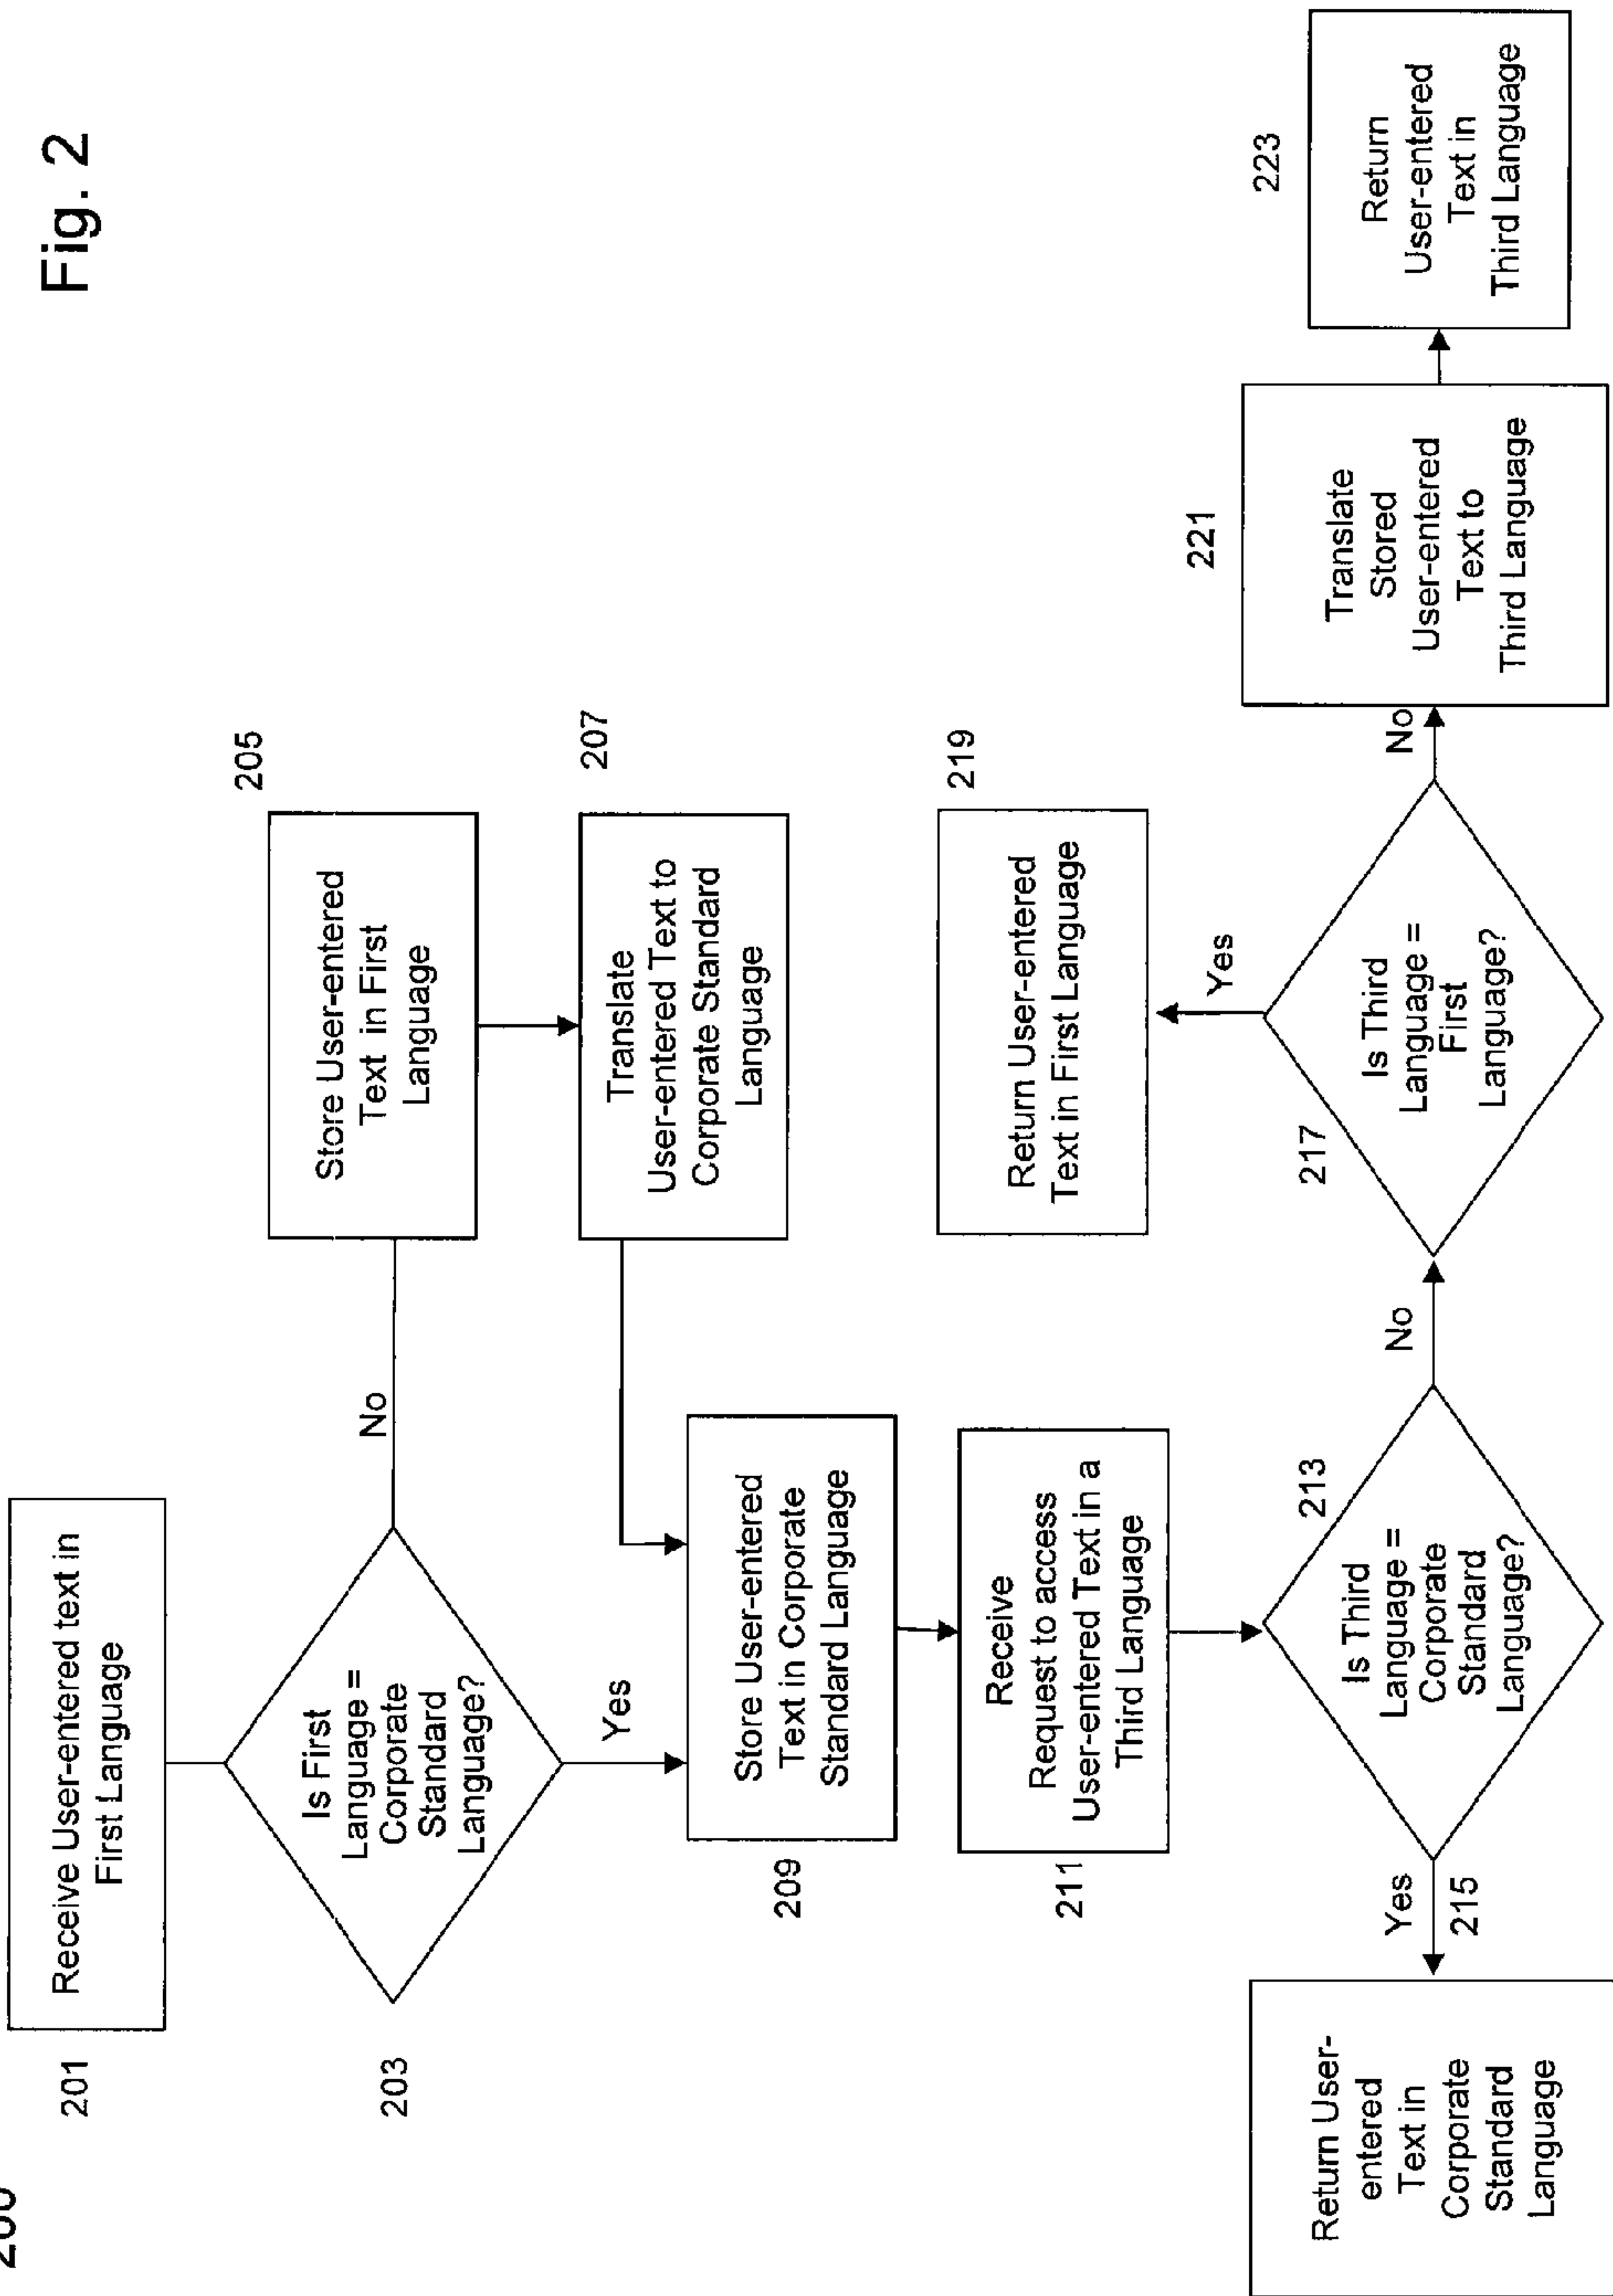 Fig. 2
201
Receive User-entered text in
First Language
203
Is First
Language =
Corporate
Standard
Language?
No
205
Store User-entered
Text in First
Language
207
Translate
User-entered Text to
Corporate Standard
Language
Yes
209
Store User-entered
Text in Corporate
Standard Language
211
Receive
Request to access
User-entered Text in a
Third Language
213
Is Third
Language =
Corporate
Standard
Language?
Yes
215
Return User-
entered
Text in
Corporate
Standard
Language
No
217
Is Third
Language =
First
Language?
Yes
219
Return User-entered
Text in First Language
No
221
Translate
Stored
User-entered
Text to
Third Language
223
Return
User-entered
Text in
Third Language